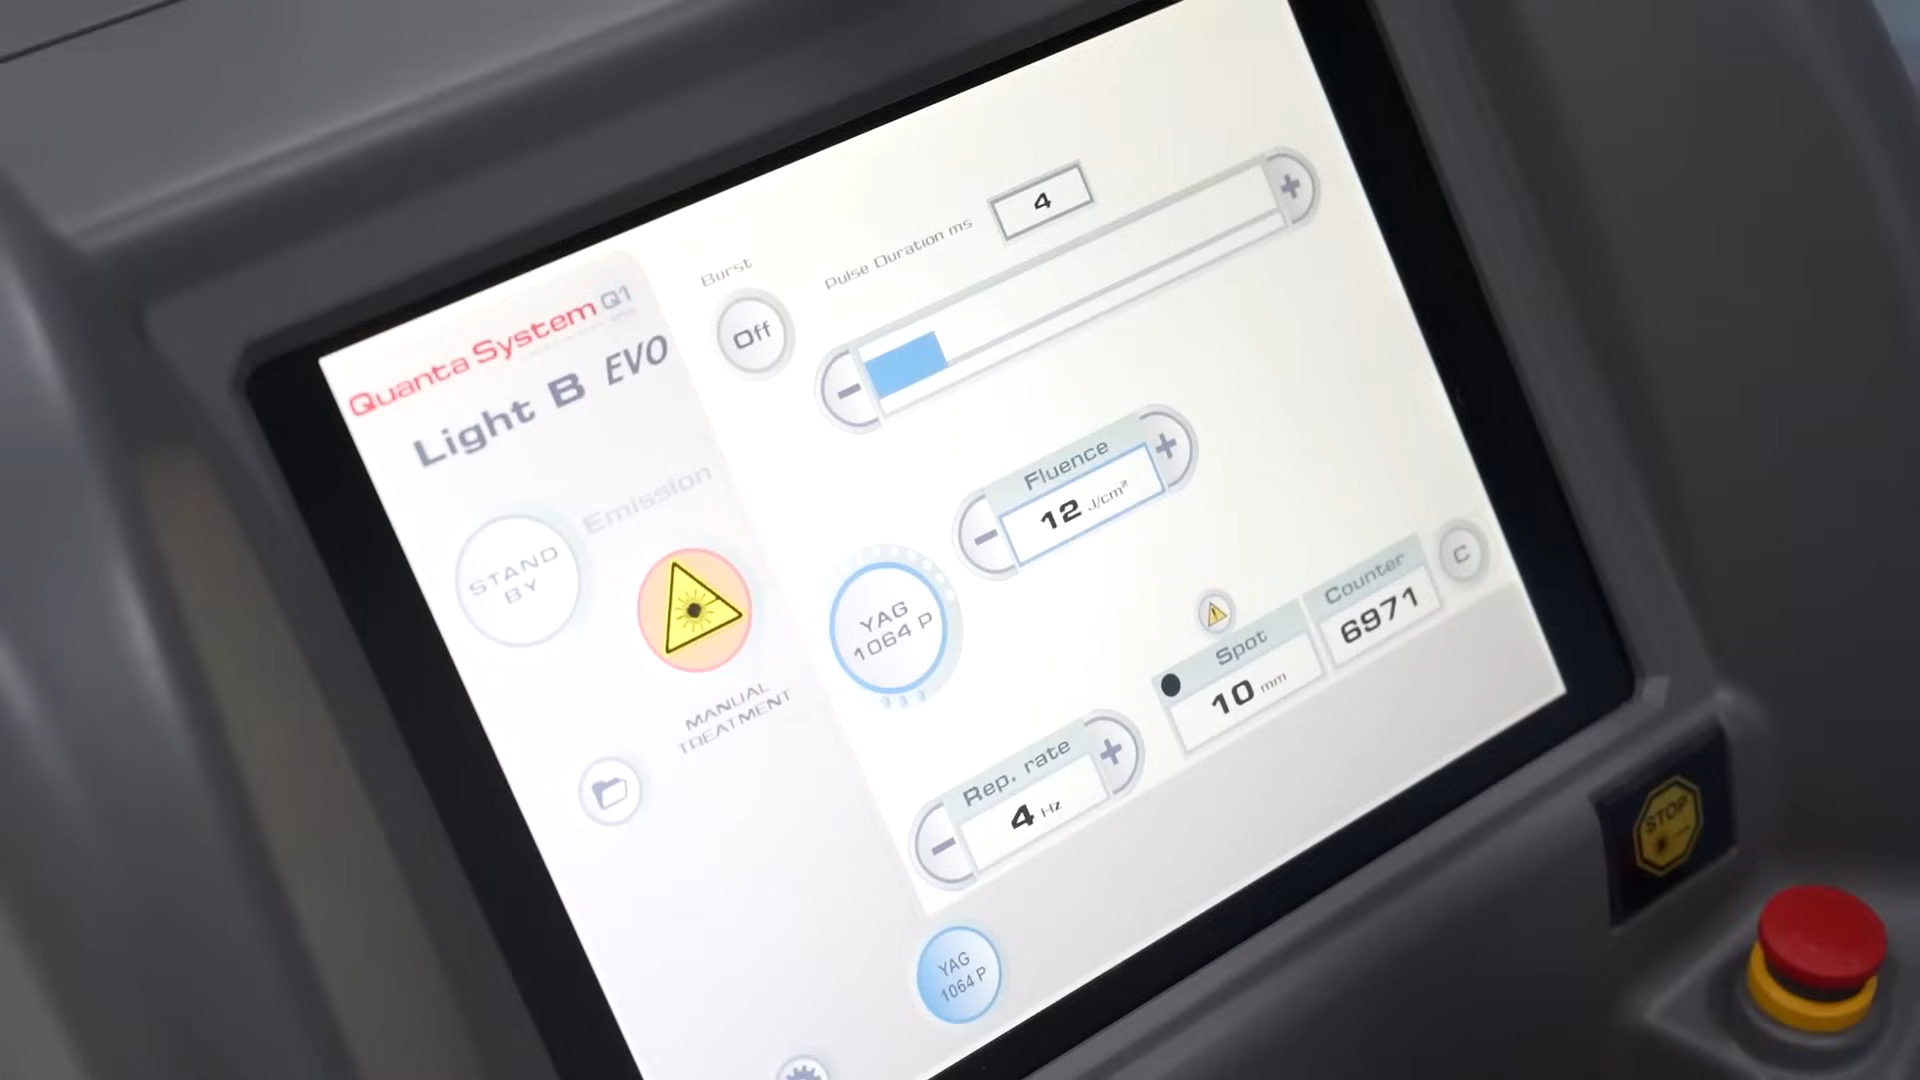 Quanta System Q1
Light B EVO
Emission
STAND
BY
MANUAL
TREATMENT
Burst
Off
Pulse Duration ms
4
Fluence
12 J/cm²
YAG
1064 P
Spot
10 mm
Counter
6971
C
Rep. rate
4 Hz
YAG
1064 P
STOP